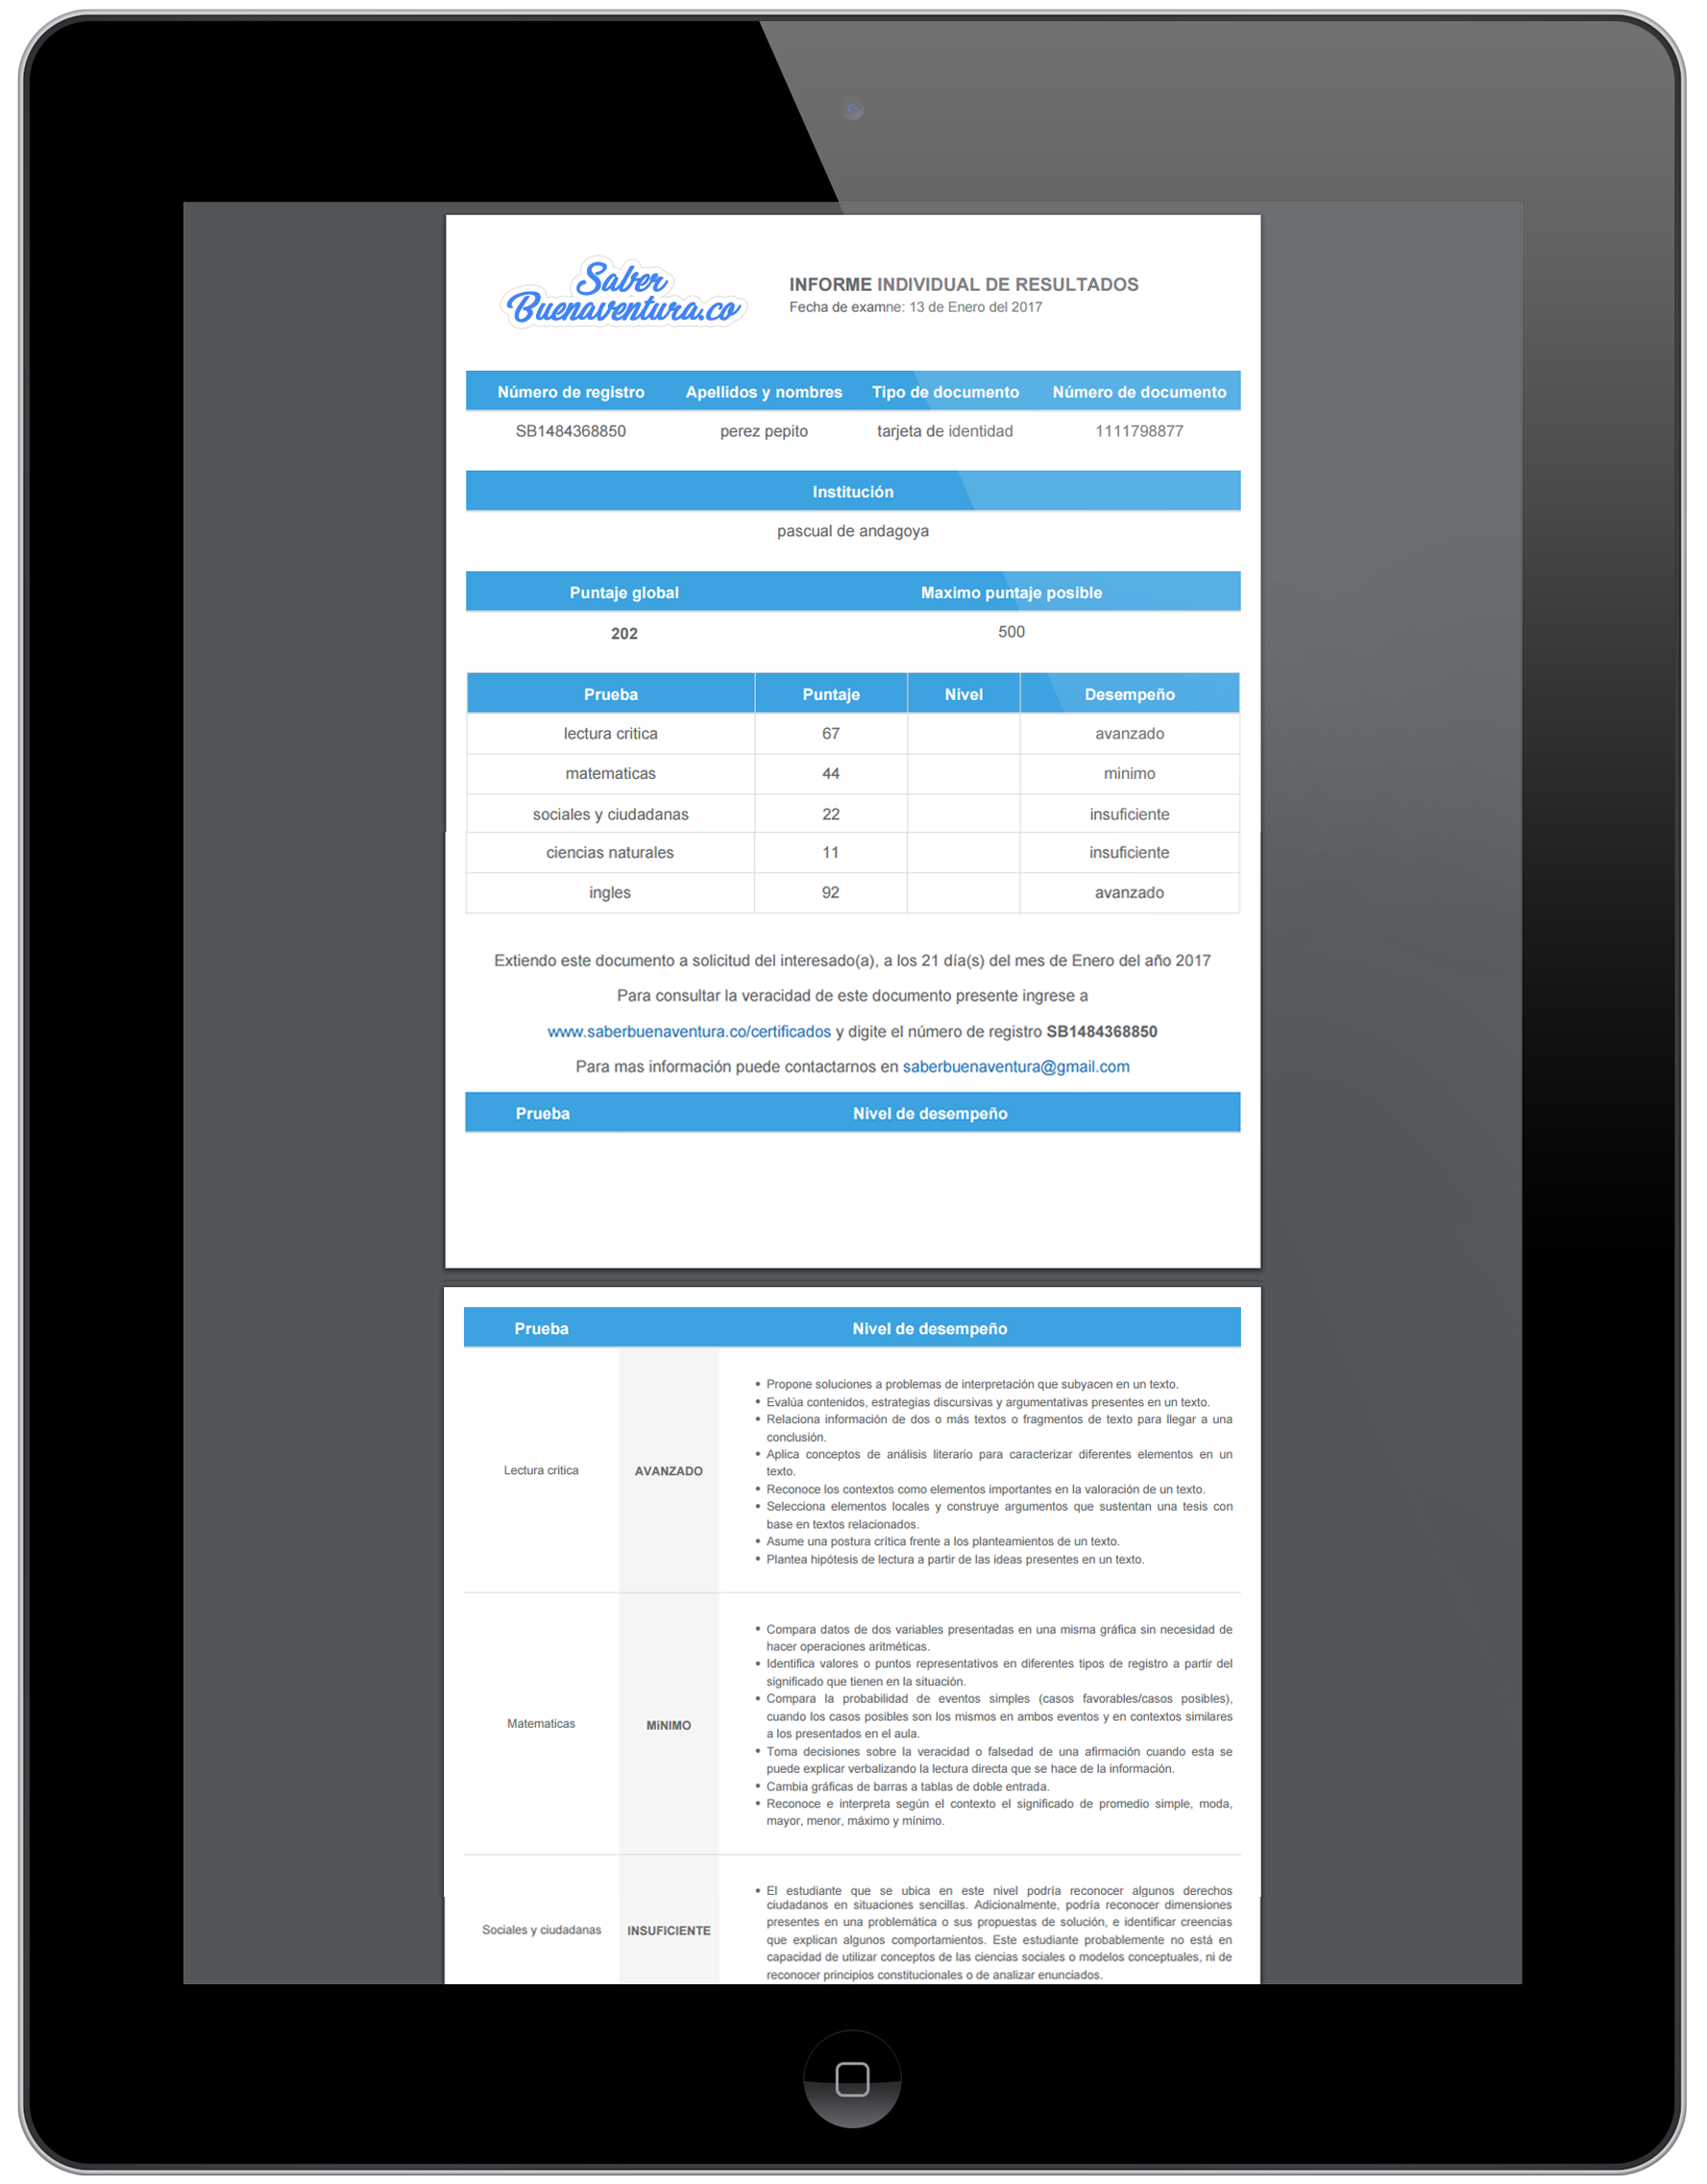 Saber
Buenaventura.co
INFORME INDIVIDUAL DE RESULTADOS
Fecha de examne: 13 de Enero del 2017
Número de registro Apellidos y nombres Tipo de documento Número de documento
SB1484368850 perez pepito tarjeta de identidad 1111798877
Institución
pascual de andagoya
Puntaje global Maximo puntaje posible
202 500
Prueba Puntaje Nivel Desempeño
lectura critica 67 avanzado
matematicas 44 minimo
sociales y ciudadanas 22 insuficiente
ciencias naturales 11 insuficiente
ingles 92 avanzado
Extiendo este documento a solicitud del interesado(a), a los 21 día(s) del mes de Enero del año 2017
Para consultar la veracidad de este documento presente ingrese a
www.saberbuenaventura.co/certificados y digite el número de registro SB1484368850
Para mas información puede contactarnos en saberbuenaventura@gmail.com
Prueba Nivel de desempeño
Prueba Nivel de desempeño
Lectura critica
AVANZADO
• Propone soluciones a problemas de interpretación que subyacen en un texto.
• Evalúa contenidos, estrategias discursivas y argumentativas presentes en un texto.
• Relaciona información de dos o más textos o fragmentos de texto para llegar a una
conclusión.
• Aplica conceptos de análisis literario para caracterizar diferentes elementos en un
texto.
• Reconoce los contextos como elementos importantes en la valoración de un texto.
• Selecciona elementos locales y construye argumentos que sustentan una tesis con
base en textos relacionados.
• Asume una postura crítica frente a los planteamientos de un texto.
• Plantea hipótesis de lectura a partir de las ideas presentes en un texto.
Matematicas
MíNIMO
• Compara datos de dos variables presentadas en una misma gráfica sin necesidad de
hacer operaciones aritméticas.
• Identifica valores o puntos representativos en diferentes tipos de registro a partir del
significado que tienen en la situación.
• Compara la probabilidad de eventos simples (casos favorables/casos posibles),
cuando los casos posibles son los mismos en ambos eventos y en contextos similares
a los presentados en el aula.
• Toma decisiones sobre la veracidad o falsedad de una afirmación cuando esta se
puede explicar verbalizando la lectura directa que se hace de la información.
• Cambia gráficas de barras a tablas de doble entrada.
• Reconoce e interpreta según el contexto el significado de promedio simple, moda,
mayor, menor, máximo y mínimo.
Sociales y ciudadanas
INSUFICIENTE
• El estudiante que se ubica en este nivel podría reconocer algunos derechos
ciudadanos en situaciones sencillas. Adicionalmente, podría reconocer dimensiones
presentes en una problemática o sus propuestas de solución, e identificar creencias
que explican algunos comportamientos. Este estudiante probablemente no está en
capacidad de utilizar conceptos de las ciencias sociales o modelos conceptuales, ni de
reconocer principios constitucionales o de analizar enunciados.